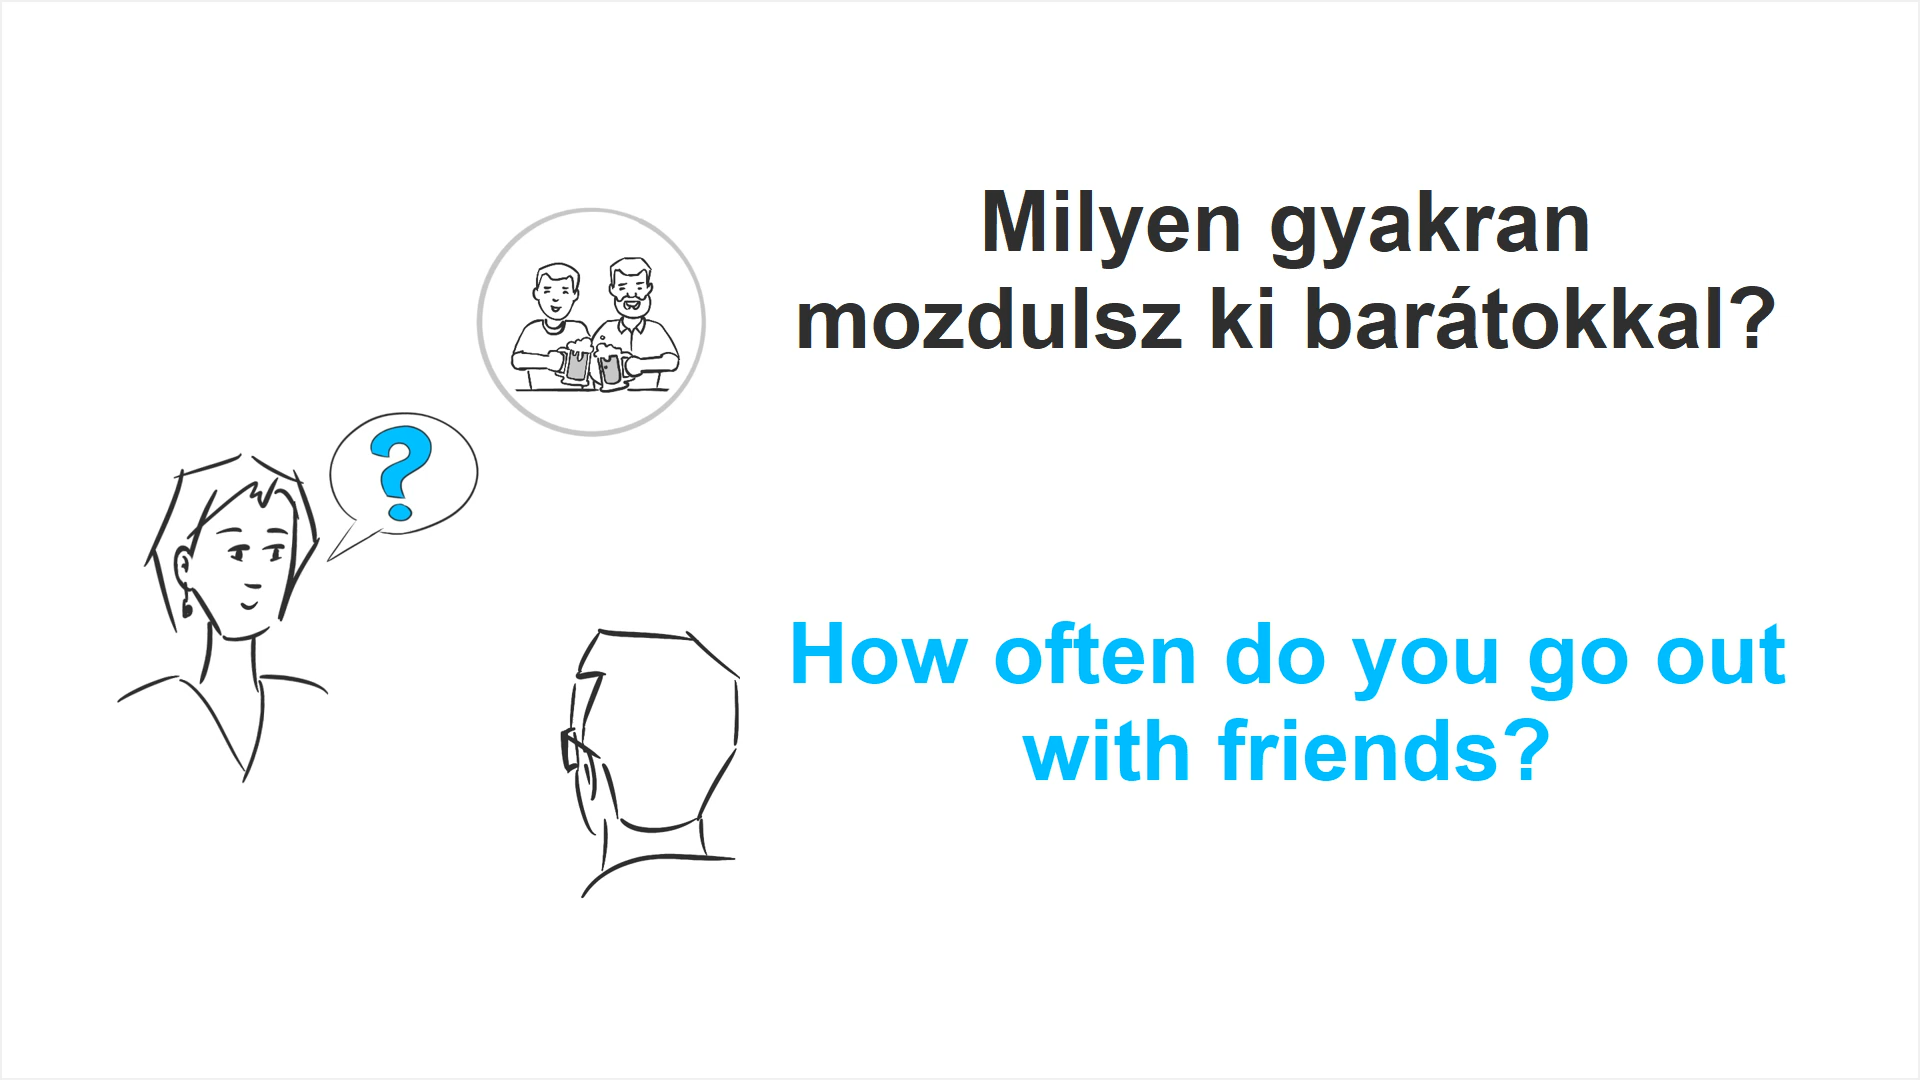 Milyen gyakran
mozdulsz ki barátokkal?
?
How often do you go out
with friends?